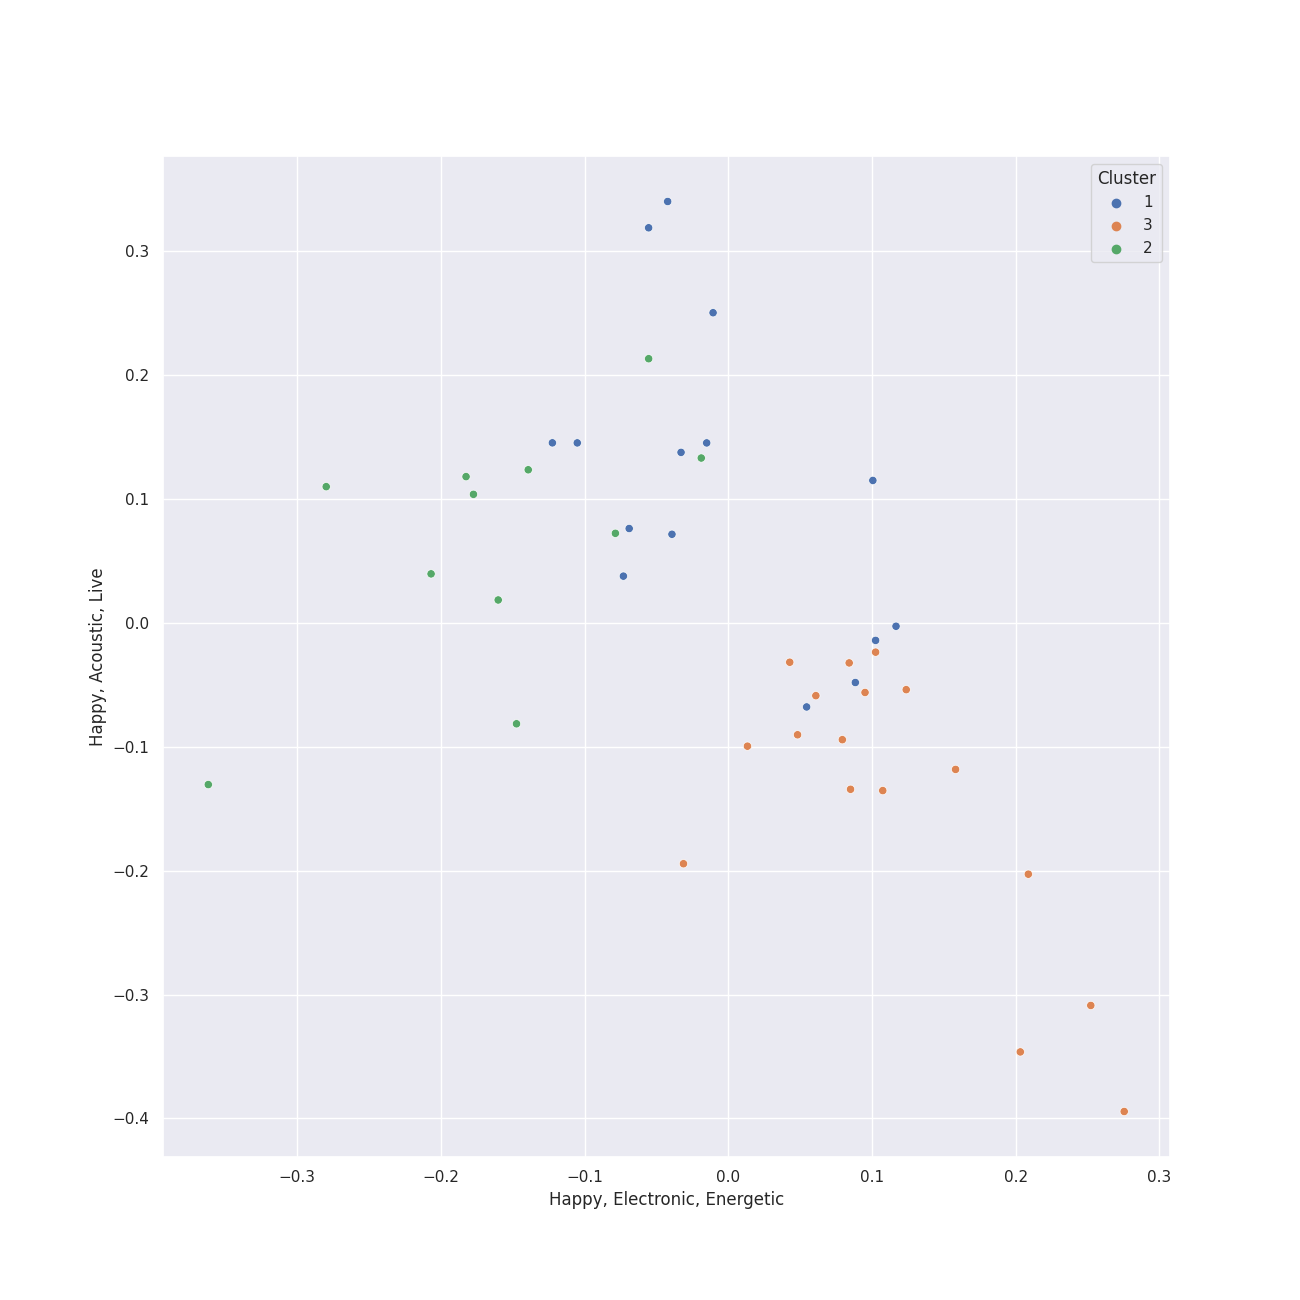 Cluster
1
3
2
0.3
0.2
0.1
0.0
−0.1
−0.2
−0.3
−0.4
Happy, Acoustic, Live
−0.3 −0.2 −0.1 0.0 0.1 0.2 0.3
Happy, Electronic, Energetic